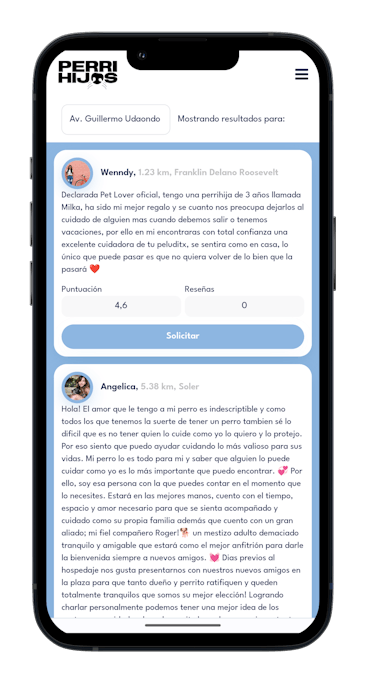 PERRI
HIJOS
Av. Guillermo Udaondo
Mostrando resultados para:
Wenndy, 1.23 km, Franklin Delano Roosevelt
Declarada Pet Lover oficial, tengo una perrihija de 3 años llamada
Milka, ha sido mi mejor regalo y se cuanto nos preocupa dejarlos al
cuidado de alguien mas cuando debemos salir o tenemos
vacaciones, por ello en mi encontraras con total confianza una
excelente cuidadora de tu peluditx, se sentira como en casa, lo
único que puede pasar es que no quiera volver de lo bien que la
pasará ❤️
Puntuación Reseñas
4,6 0
Solicitar
Angelica, 5.38 km, Soler
Hola! El amor que le tengo a mi perro es indescriptible y como
todos los que tenemos la suerte de tener un perro tambien sé lo
dificil que es no tener quien lo cuide como yo lo quiero y lo protejo.
Por eso siento que puedo ayudar cuidando lo más valioso para sus
vidas. Mi perro lo es todo para mi y saber que alguien lo puede
cuidar como yo es lo más importante que puedo encontrar. 💕 Por
ello, soy esa persona con la que puedes contar en el momento que
lo necesites. Estará en las mejores manos, cuento con el tiempo,
espacio y amor necesario para que se sienta acompañado y
cuidado como su propia familia además que cuento con un gran
aliado; mi fiel compañero Roger!🐕 un mestizo adulto demaciado
tranquilo y amigable que estará como el mejor anfitrión para darle
la bienvenida siempre a nuevos amigos. 💓 Dias previos al
hospedaje nos gusta presentarnos con nuestros nuevos amigos en
la plaza para que tanto dueño y perrito ratifiquen y queden
totalmente tranquilos que somos su mejor elección! Logrando
charlar personalmente podemos tener una mejor idea de los